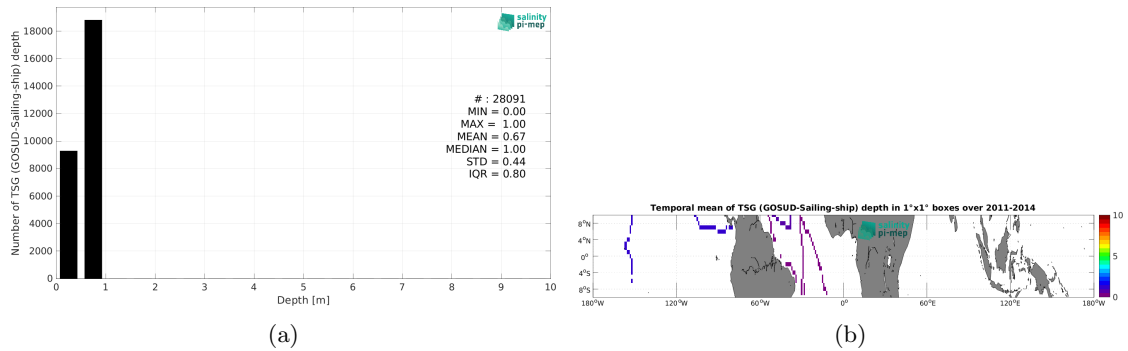 Number of TSG (GOSUD-Sailing-ship) depth
18000
16000
14000
12000
10000
8000
6000
4000
2000
0
0 1 2 3 4 5 6 7 8 9 10
Depth [m]
salinity
pi-mep
# : 28091
MIN = 0.00
MAX = 1.00
MEAN = 0.67
MEDIAN = 1.00
STD = 0.44
IQR = 0.80
(a)
Temporal mean of TSG (GOSUD-Sailing-ship) depth in 1°x1° boxes over 2011-2014
8°N
4°N
0°
4°S
8°S
180°W 120°W 60°W 0° 60°E 120°E 180°W
salinity
pi-mep
10
5
0
(b)